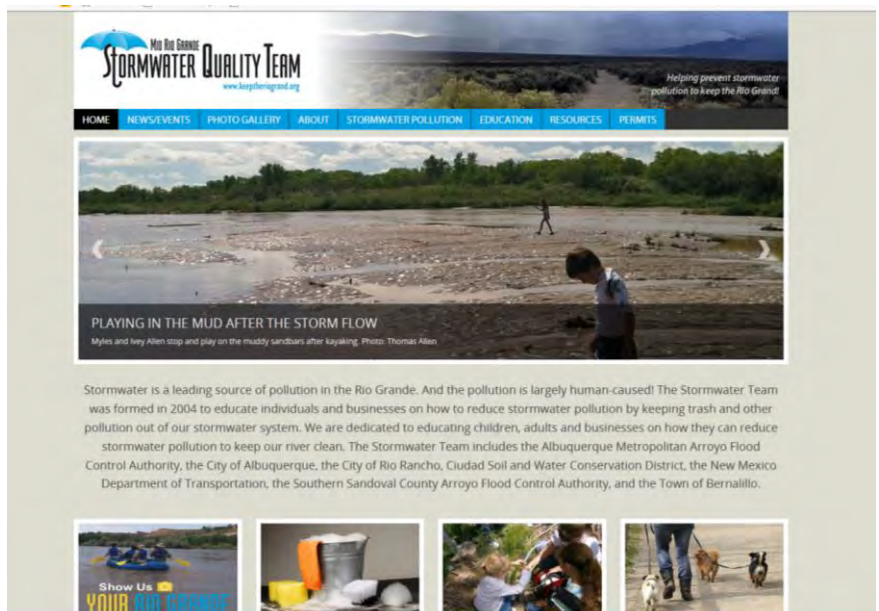 MID RIO GRANDE
STORMWATER QUALITY TEAM
www.keeptheriogrand.org
Helping prevent stormwater
pollution to keep the Rio Grand!
HOME NEWS/EVENTS PHOTO GALLERY ABOUT STORMWATER POLLUTION EDUCATION RESOURCES PERMITS
PLAYING IN THE MUD AFTER THE STORM FLOW
Myles and Ivey Allen stop and play on the muddy sandbars after kayaking. Photo: Thomas Allen
Stormwater is a leading source of pollution in the Rio Grande. And the pollution is largely human-caused! The Stormwater Team
was formed in 2004 to educate individuals and businesses on how to reduce stormwater pollution by keeping trash and other
pollution out of our stormwater system. We are dedicated to educating children, adults and businesses on how they can reduce
stormwater pollution to keep our river clean. The Stormwater Team includes the Albuquerque Metropolitan Arroyo Flood
Control Authority, the City of Albuquerque, the City of Rio Rancho, Ciudad Soil and Water Conservation District, the New Mexico
Department of Transportation, the Southern Sandoval County Arroyo Flood Control Authority, and the Town of Bernalillo.
Show Us
YOUR RIO GRANDE